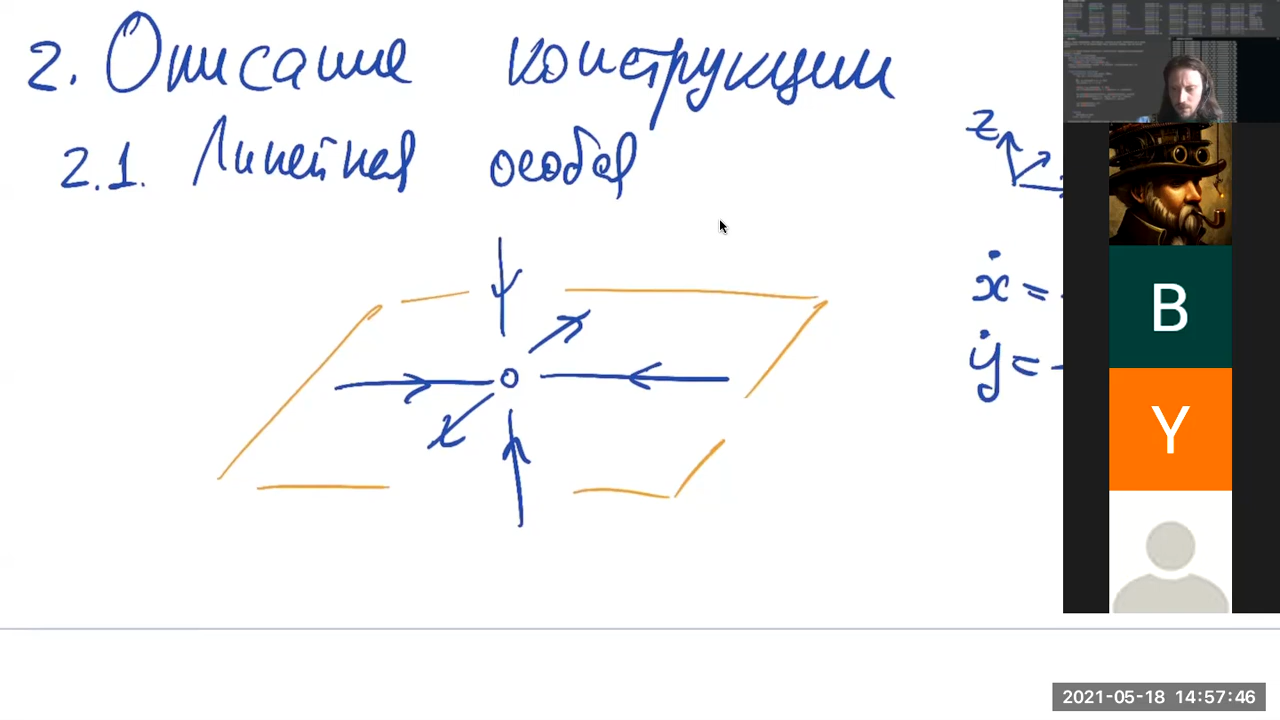 2. Описание конструкции
2.1. Линейная особая
z
ẋ = -
ẏ = -
B
Y
2021-05-18 14:57:46